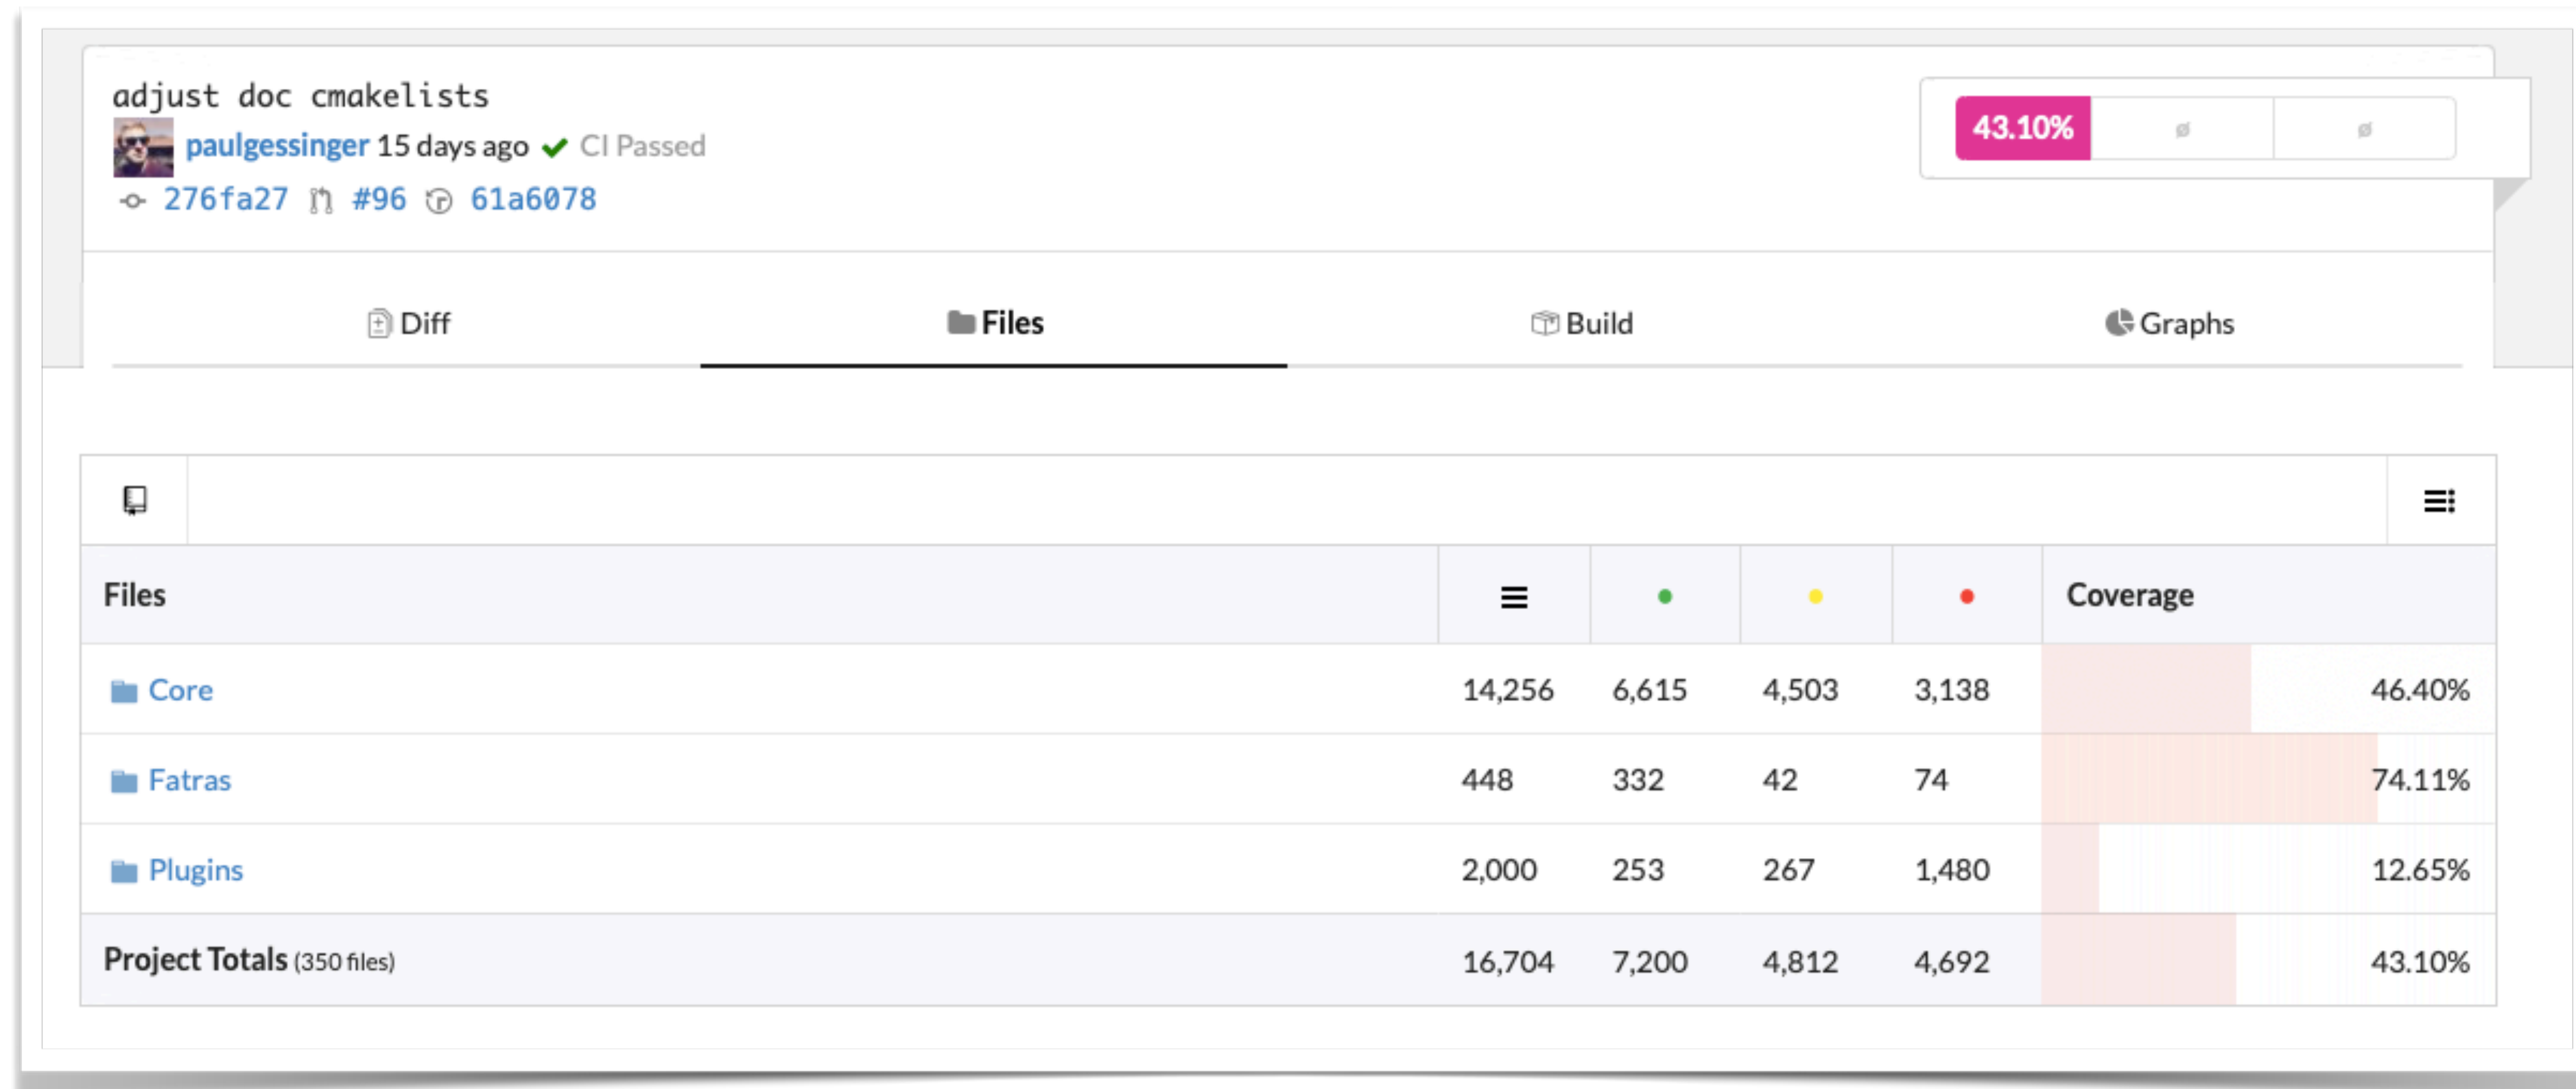 adjust doc cmakelists
43.10% ø ø
paulgessinger 15 days ago CI Passed
276fa27 #96 61a6078
Diff Files Build Graphs
Files Coverage
Core 14,256 6,615 4,503 3,138 46.40%
Fatras 448 332 42 74 74.11%
Plugins 2,000 253 267 1,480 12.65%
Project Totals (350 files) 16,704 7,200 4,812 4,692 43.10%